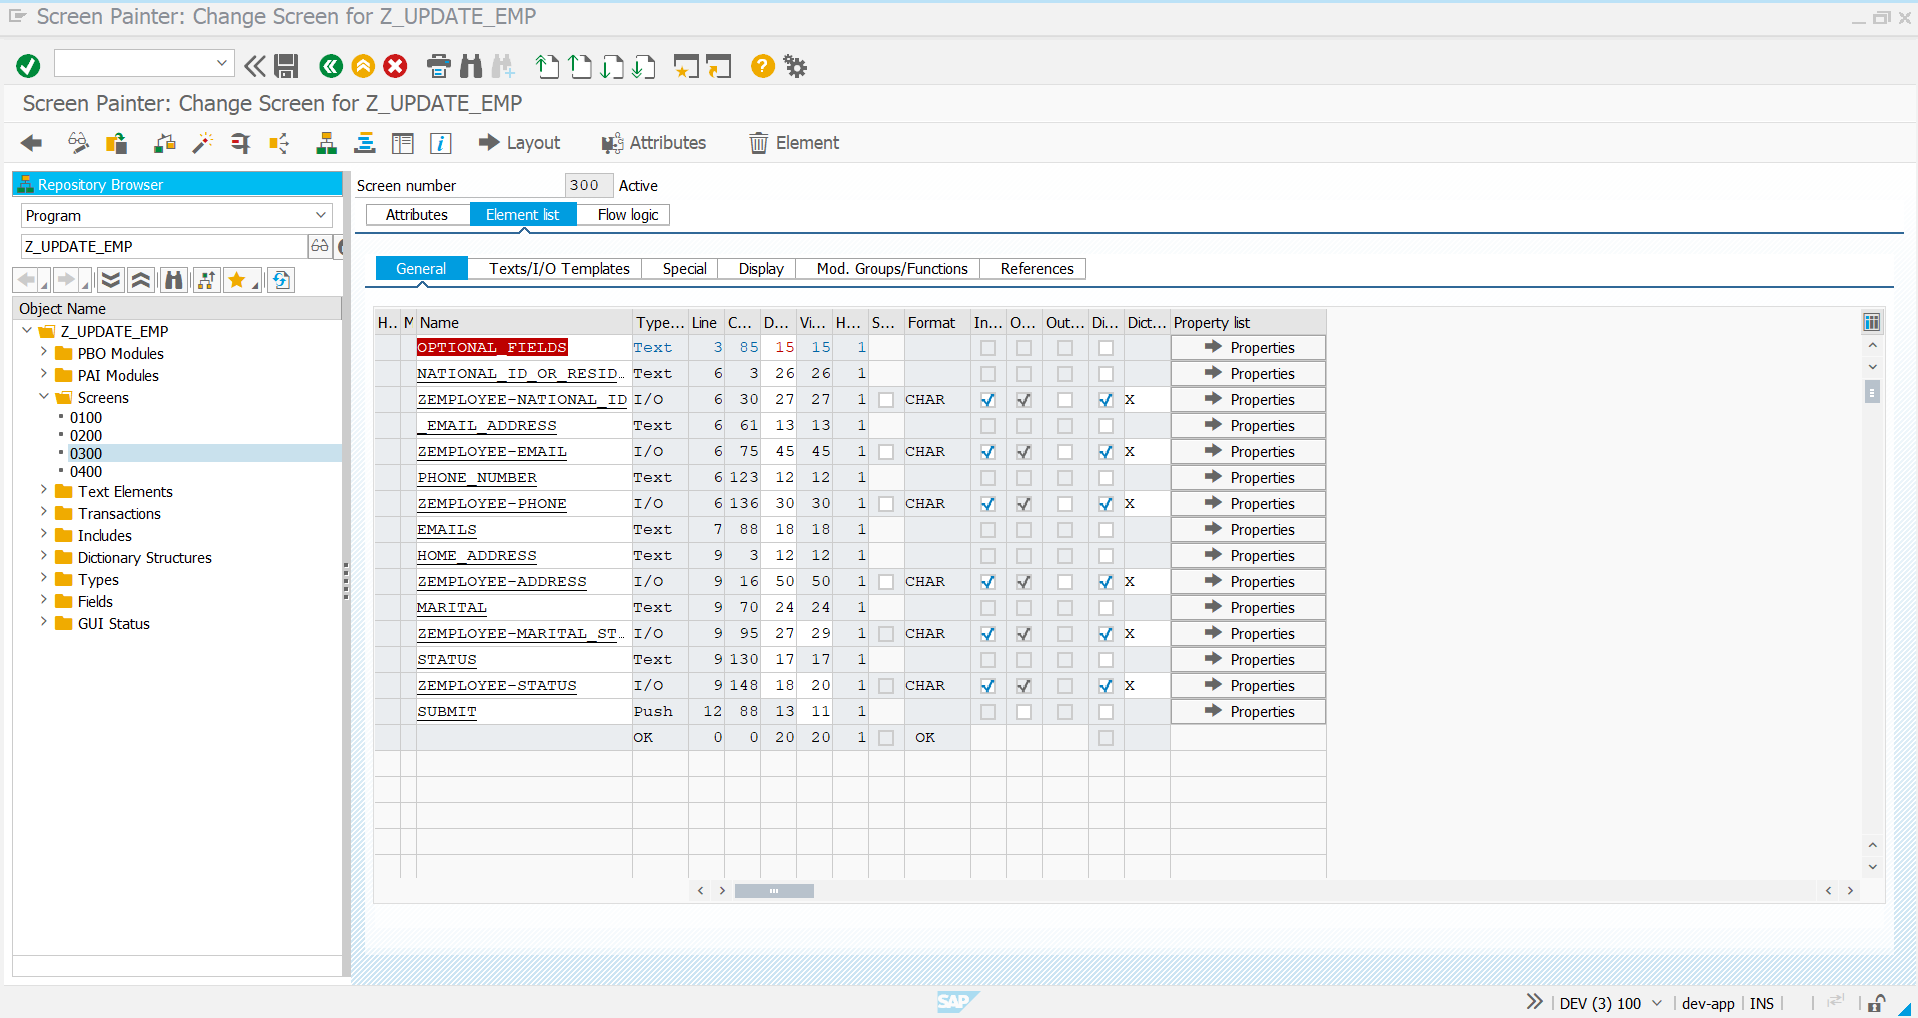 Screen Painter: Change Screen for Z_UPDATE_EMP
Screen Painter: Change Screen for Z_UPDATE_EMP
Layout Attributes Element
Repository Browser
Program
Z_UPDATE_EMP
Object Name
Z_UPDATE_EMP
PBO Modules
PAI Modules
Screens
0100
0200
0300
0400
Text Elements
Transactions
Includes
Dictionary Structures
Types
Fields
GUI Status
Screen number 300 Active
Attributes Element list Flow logic
General Texts/I/O Templates Special Display Mod. Groups/Functions References
H.. M Name Type... Line C... D... Vi... H... S... Format In... O... Out... Di... Dict... Property list
OPTIONAL_FIELDS Text 3 85 15 15 1 Properties
NATIONAL_ID_OR_RESID… Text 6 3 26 26 1 Properties
ZEMPLOYEE-NATIONAL_ID I/O 6 30 27 27 1 CHAR X Properties
_EMAIL_ADDRESS Text 6 61 13 13 1 Properties
ZEMPLOYEE-EMAIL I/O 6 75 45 45 1 CHAR X Properties
PHONE_NUMBER Text 6 123 12 12 1 Properties
ZEMPLOYEE-PHONE I/O 6 136 30 30 1 CHAR X Properties
EMAILS Text 7 88 18 18 1 Properties
HOME_ADDRESS Text 9 3 12 12 1 Properties
ZEMPLOYEE-ADDRESS I/O 9 16 50 50 1 CHAR X Properties
MARITAL Text 9 70 24 24 1 Properties
ZEMPLOYEE-MARITAL_ST… I/O 9 95 27 29 1 CHAR X Properties
STATUS Text 9 130 17 17 1 Properties
ZEMPLOYEE-STATUS I/O 9 148 18 20 1 CHAR X Properties
SUBMIT Push 12 88 13 11 1 Properties
OK 0 0 20 20 1 OK
SAP
DEV (3) 100 dev-app INS